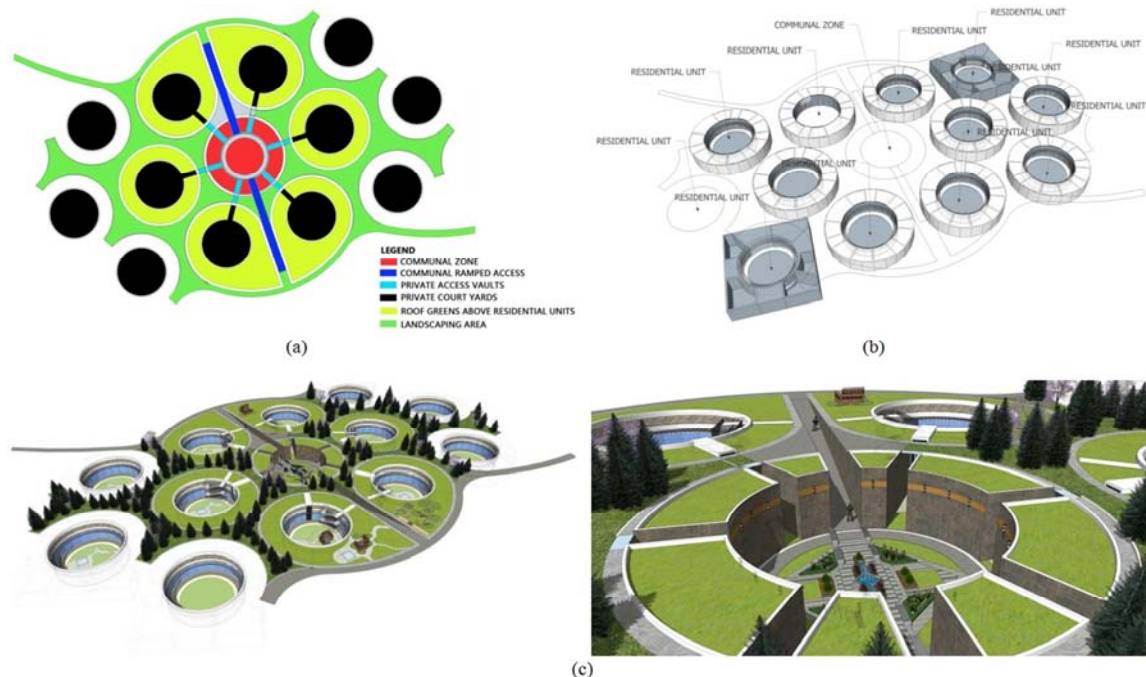 LEGEND
COMMUNAL ZONE
COMMUNAL RAMPED ACCESS
PRIVATE ACCESS VAULTS
PRIVATE COURT YARDS
ROOF GREENS ABOVE RESIDENTIAL UNITS
LANDSCAPING AREA
(a)
RESIDENTIAL UNIT
COMMUNAL ZONE
RESIDENTIAL UNIT
RESIDENTIAL UNIT
RESIDENTIAL UNIT
RESIDENTIAL UNIT
RESIDENTIAL UNIT
RESIDENTIAL UNIT
RESIDENTIAL UNIT
RESIDENTIAL UNIT
RESIDENTIAL UNIT
RESIDENTIAL UNIT
(b)
(c)